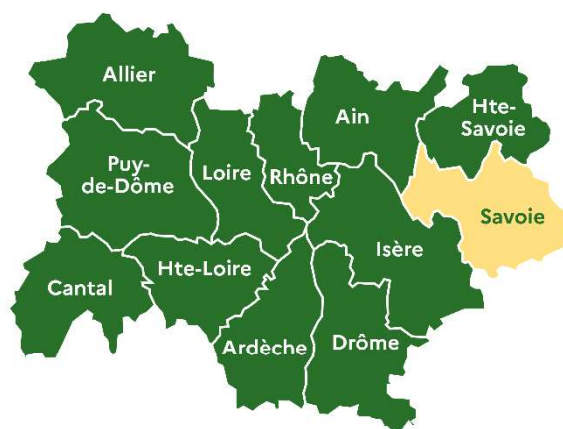 Allier
Hte-
Savoie
Ain
Puy-
de-Dôme
Loire
Rhône
Savoie
Isère
Hte-Loire
Cantal
Ardèche
Drôme